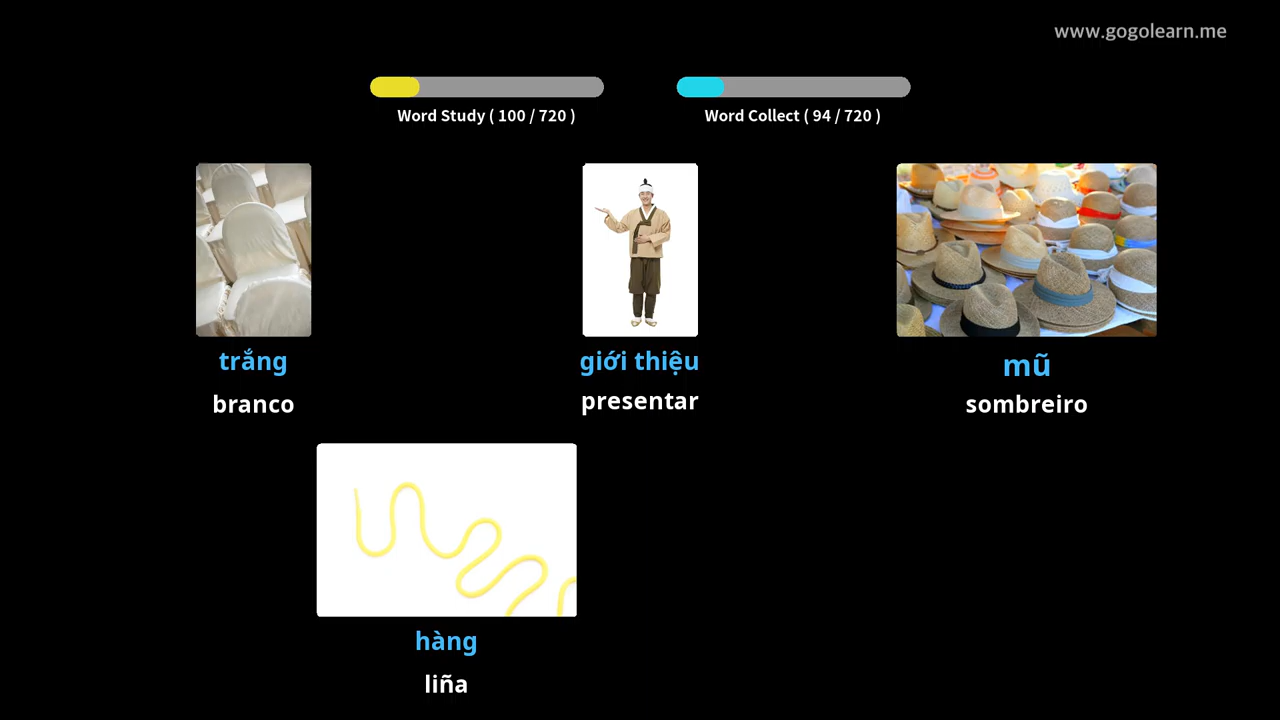 www.gogolearn.me
Word Study ( 100 / 720 )
Word Collect ( 94 / 720 )
trắng
branco
giới thiệu
presentar
mũ
sombreiro
hàng
liña